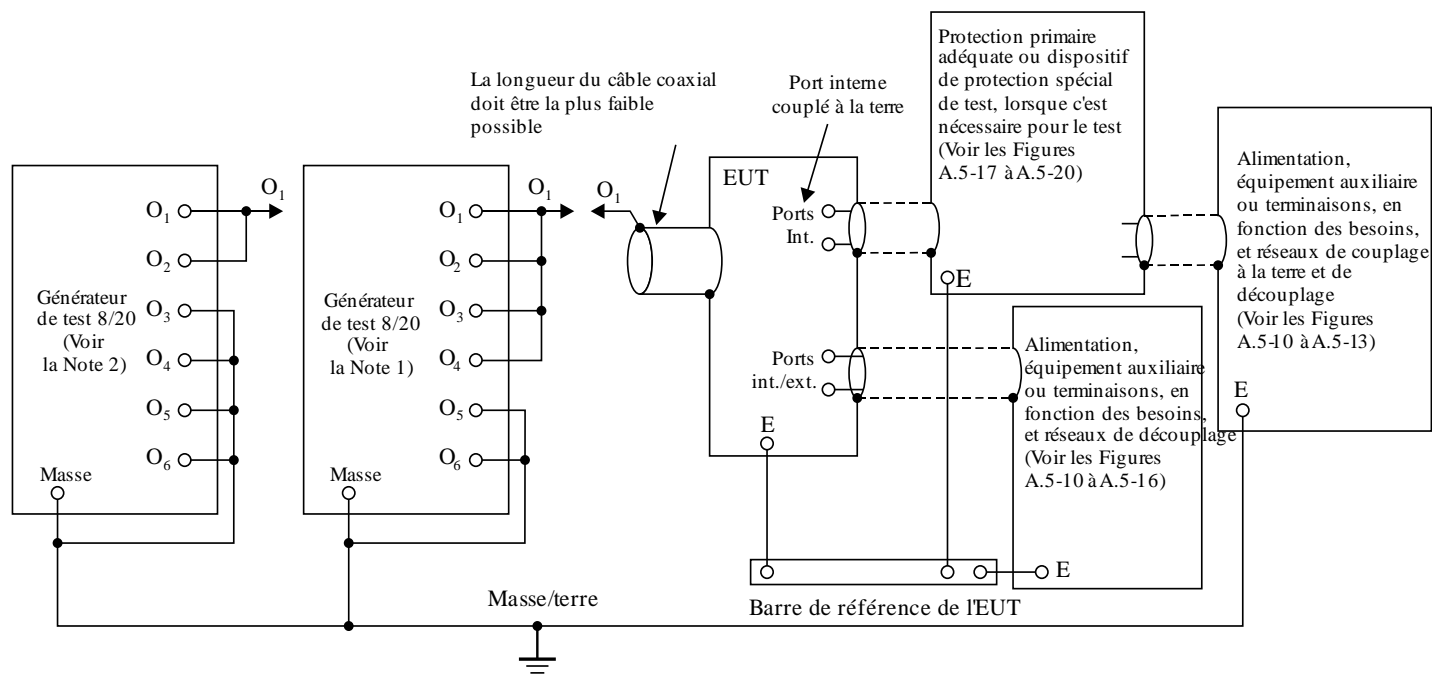 Protection primaire
adéquate ou dispositif
de protection spécial
de test, lorsque c'est
nécessaire pour le test
(Voir les Figures
A.5-17 à A.5-20)
La longueur du câble coaxial
doit être la plus faible
possible
Port interne
couplé à la terre
Alimentation,
équipement auxiliaire
ou terminaisons, en
fonction des besoins,
et réseaux de couplage
à la terre et de
découplage
(Voir les Figures
A.5-10 à A.5-13)
E
O1
O2
O3
O4
O5
O6
O1
Générateur
de test 8/20
(Voir
la Note 2)
Masse
O1
O2
O3
O4
O5
O6
O1
Générateur
de test 8/20
(Voir
la Note 1)
Masse
O1
EUT
Ports
Int.
Ports
int./ext.
E
E
Alimentation,
équipement auxiliaire
ou terminaisons, en
fonction des besoins,
et réseaux de découplage
(Voir les Figures
A.5-10 à A.5-16)
E
Masse/terre
Barre de référence de l'EUT